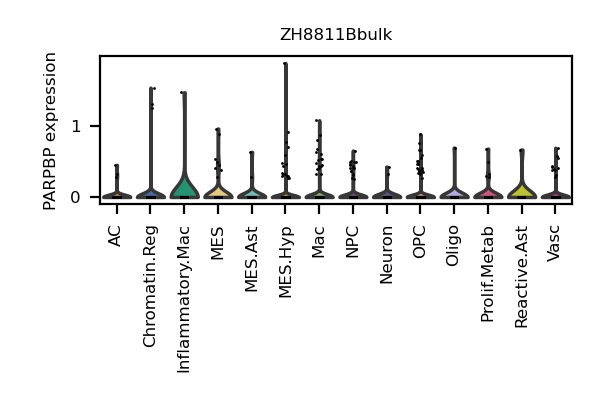 ZH8811Bbulk
PARPBP expression
1
0
AC
Chromatin.Reg
Inflammatory.Mac
MES
MES.Ast
MES.Hyp
Mac
NPC
Neuron
OPC
Oligo
Prolif.Metab
Reactive.Ast
Vasc